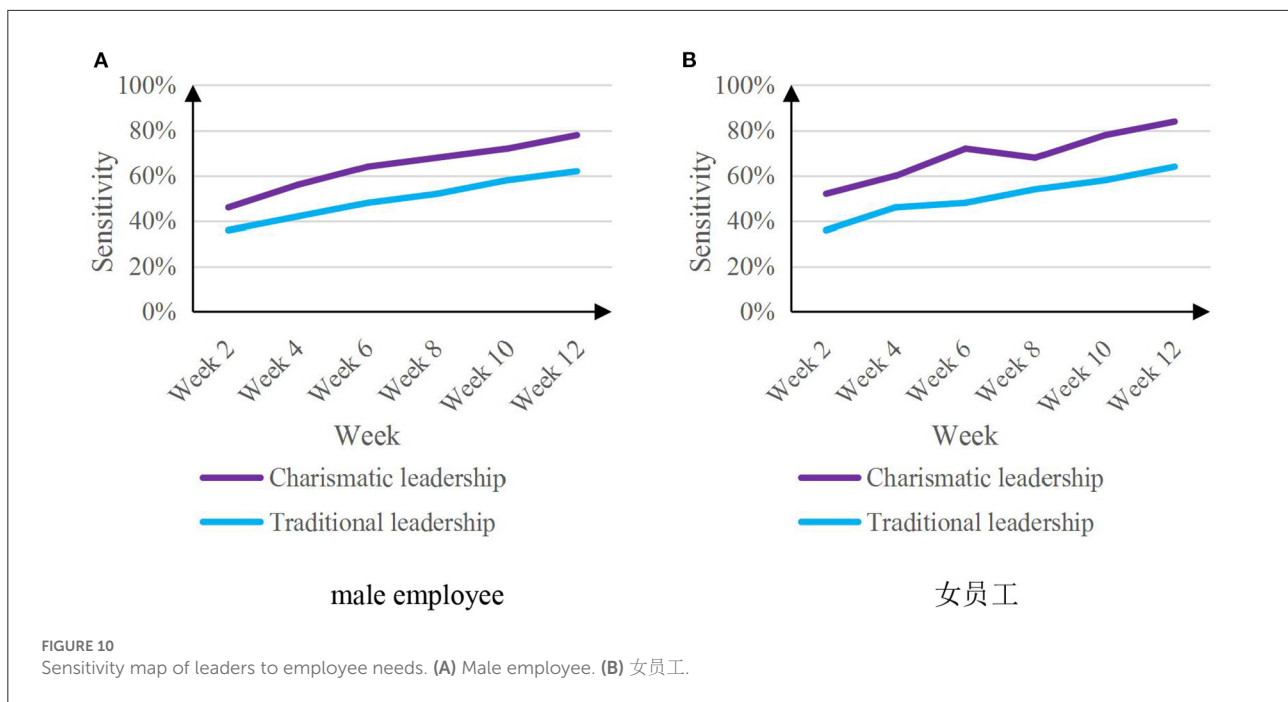 A
100%
80%
60%
40%
20%
0%
Sensitivity
Week 2
Week 4
Week 6
Week 8
Week 10
Week 12
Week
Charismatic leadership
Traditional leadership
male employee
B
100%
80%
60%
40%
20%
0%
Sensitivity
Week 2
Week 4
Week 6
Week 8
Week 10
Week 12
Week
Charismatic leadership
Traditional leadership
女员工
FIGURE 10
Sensitivity map of leaders to employee needs. (A) Male employee. (B) 女员工.